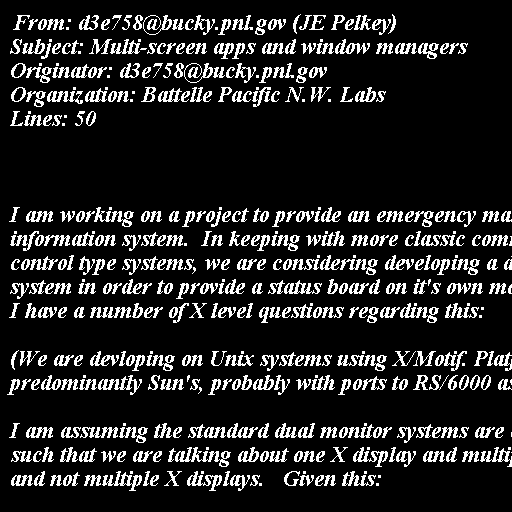 From: d3e758@bucky.pnl.gov (JE Pelkey)
Subject: Multi-screen apps and window managers
Originator: d3e758@bucky.pnl.gov
Organization: Battelle Pacific N.W. Labs
Lines: 50
I am working on a project to provide an emergency
information system.  In keeping with more classic
control type systems, we are considering developing a
system in order to provide a status board on it's own
I have a number of X level questions regarding this:
(We are devloping on Unix systems using X/Motif.
predominantly Sun's, probably with ports to RS/6000
I am assuming the standard dual monitor systems are
such that we are talking about one X display and
and not multiple X displays.   Given this: